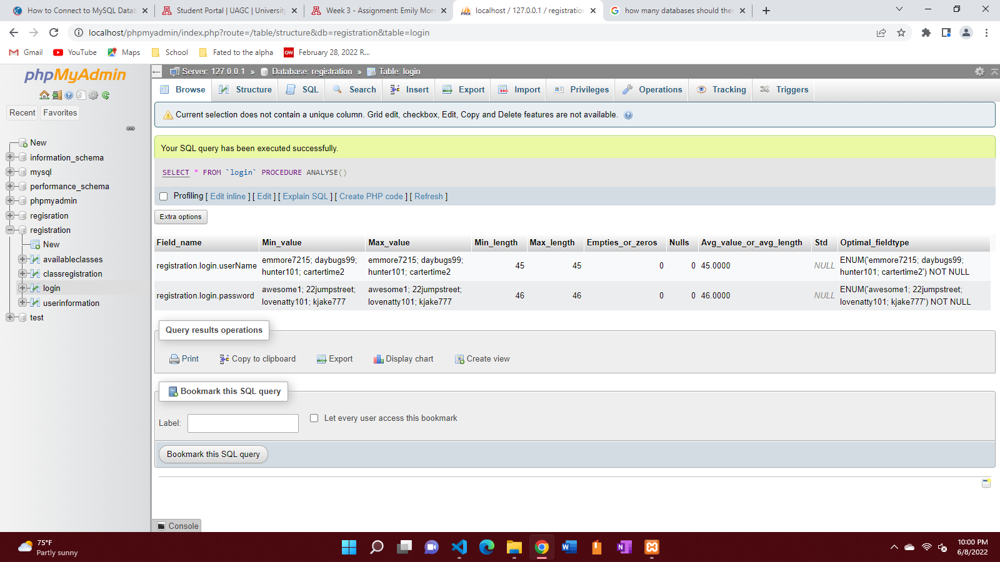 How to Connect to MySQL Datab
Student Portal | UAGC | University
Week 3 - Assignment: Emily More
localhost / 127.0.0.1 / registration
how many databases should ther
localhost/phpmyadmin/index.php?route=/table/structure&db=registration&table=login
Gmail
YouTube
Maps
School
Fated to the alpha
CNN
February 28, 2022 R...
phpMyAdmin
Recent
Favorites
New
information_schema
mysql
performance_schema
phpmyadmin
regisration
registration
New
availableclasses
classregistration
login
userinformation
test
Server: 127.0.0.1 » Database: registration » Table: login
Browse
Structure
SQL
Search
Insert
Export
Import
Privileges
Operations
Tracking
Triggers
Current selection does not contain a unique column. Grid edit, checkbox, Edit, Copy and Delete features are not available.
Your SQL query has been executed successfully.
SELECT * FROM `login` PROCEDURE ANALYSE()
Profiling [ Edit inline ] [ Edit ] [ Explain SQL ] [ Create PHP code ] [ Refresh ]
Extra options
Field_name Min_value Max_value Min_length Max_length Empties_or_zeros Nulls Avg_value_or_avg_length Std Optimal_fieldtype
registration.login.userName emmore7215; daybugs99; hunter101; cartertime2 emmore7215; daybugs99; hunter101; cartertime2 45 45 0 0 45.0000 NULL ENUM('emmore7215; daybugs99; hunter101; cartertime2') NOT NULL
registration.login.password awesome1; 22jumpstreet; lovenatty101; kjake777 awesome1; 22jumpstreet; lovenatty101; kjake777 46 46 0 0 46.0000 NULL ENUM('awesome1; 22jumpstreet; lovenatty101; kjake777') NOT NULL
Query results operations
Print
Copy to clipboard
Export
Display chart
Create view
Bookmark this SQL query
Label:
Let every user access this bookmark
Bookmark this SQL query
Console
75°F
Partly sunny
10:00 PM
6/8/2022